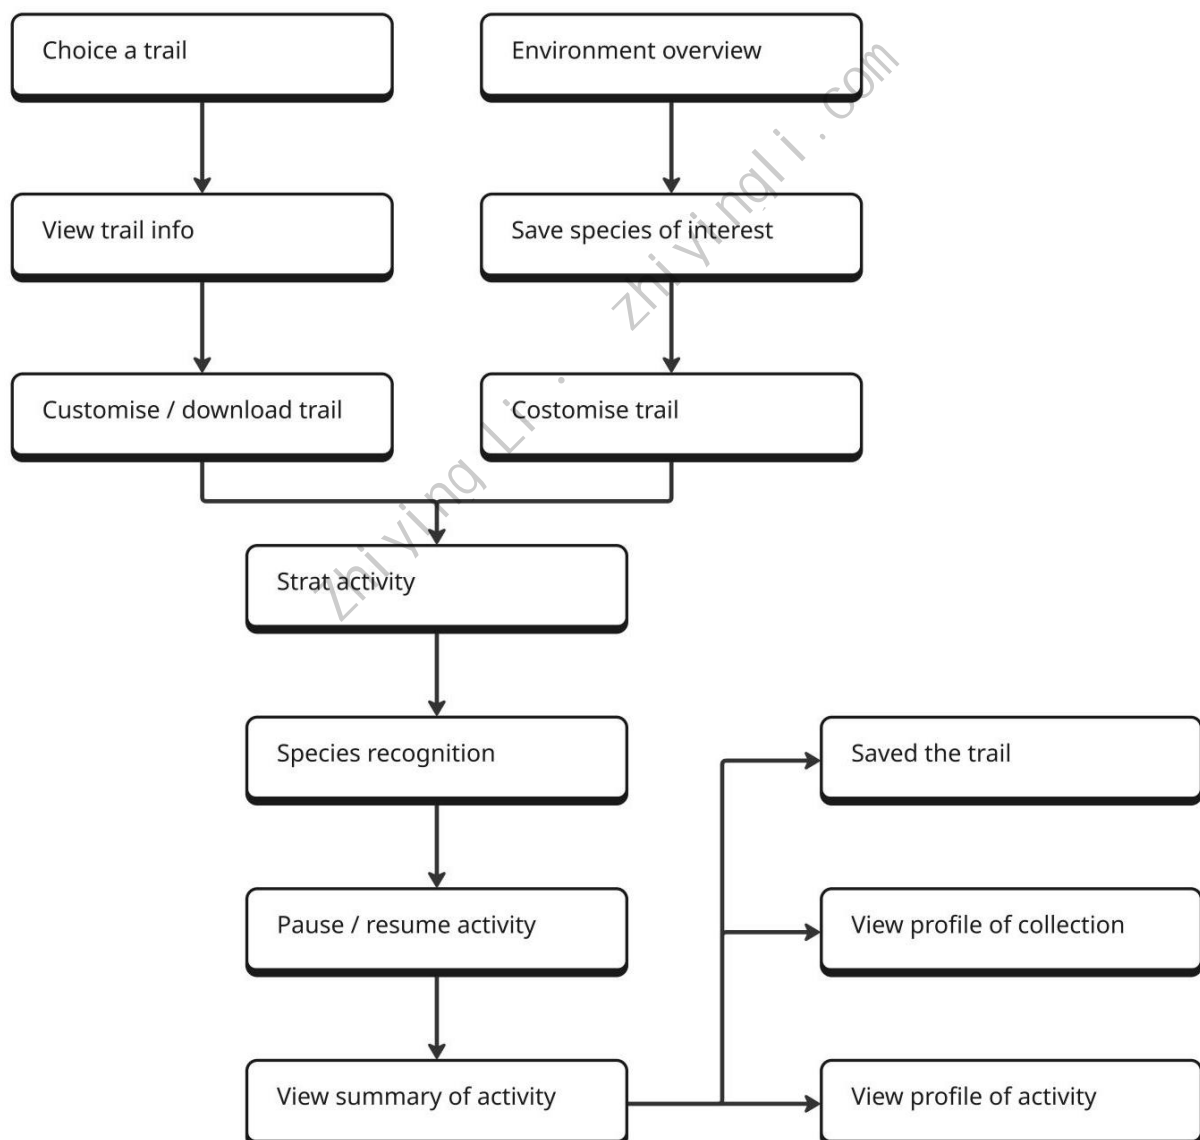 Choice a trail
Environment overview
View trail info
Save species of interest
Customise / download trail
Costomise trail
Strat activity
Species recognition
Saved the trail
Pause / resume activity
View profile of collection
View summary of activity
View profile of activity
Zhiying Li · zhiyingli.com